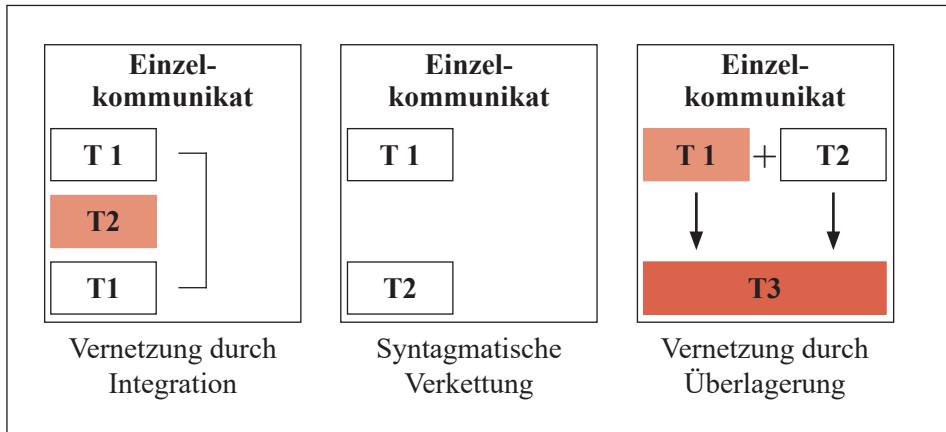 Einzel-
kommunikat
T 1
T2
T1
Vernetzung durch
Integration
Einzel-
kommunikat
T 1
T2
Syntagmatische
Verkettung
Einzel-
kommunikat
T 1 + T2
T3
Vernetzung durch
Überlagerung